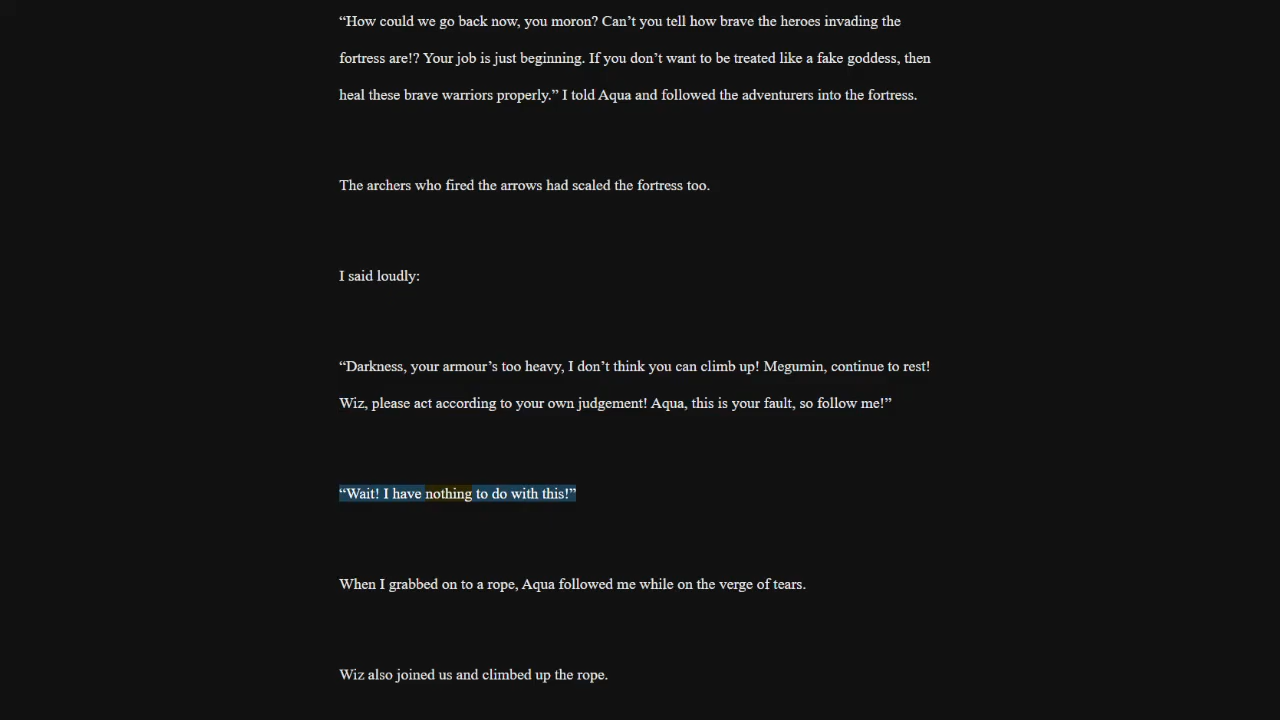 “How could we go back now, you moron? Can’t you tell how brave the heroes invading the
fortress are!? Your job is just beginning. If you don’t want to be treated like a fake goddess, then
heal these brave warriors properly.” I told Aqua and followed the adventurers into the fortress.
The archers who fired the arrows had scaled the fortress too.
I said loudly:
“Darkness, your armour’s too heavy, I don’t think you can climb up! Megumin, continue to rest!
Wiz, please act according to your own judgement! Aqua, this is your fault, so follow me!”
“Wait! I have nothing to do with this!”
When I grabbed on to a rope, Aqua followed me while on the verge of tears.
Wiz also joined us and climbed up the rope.